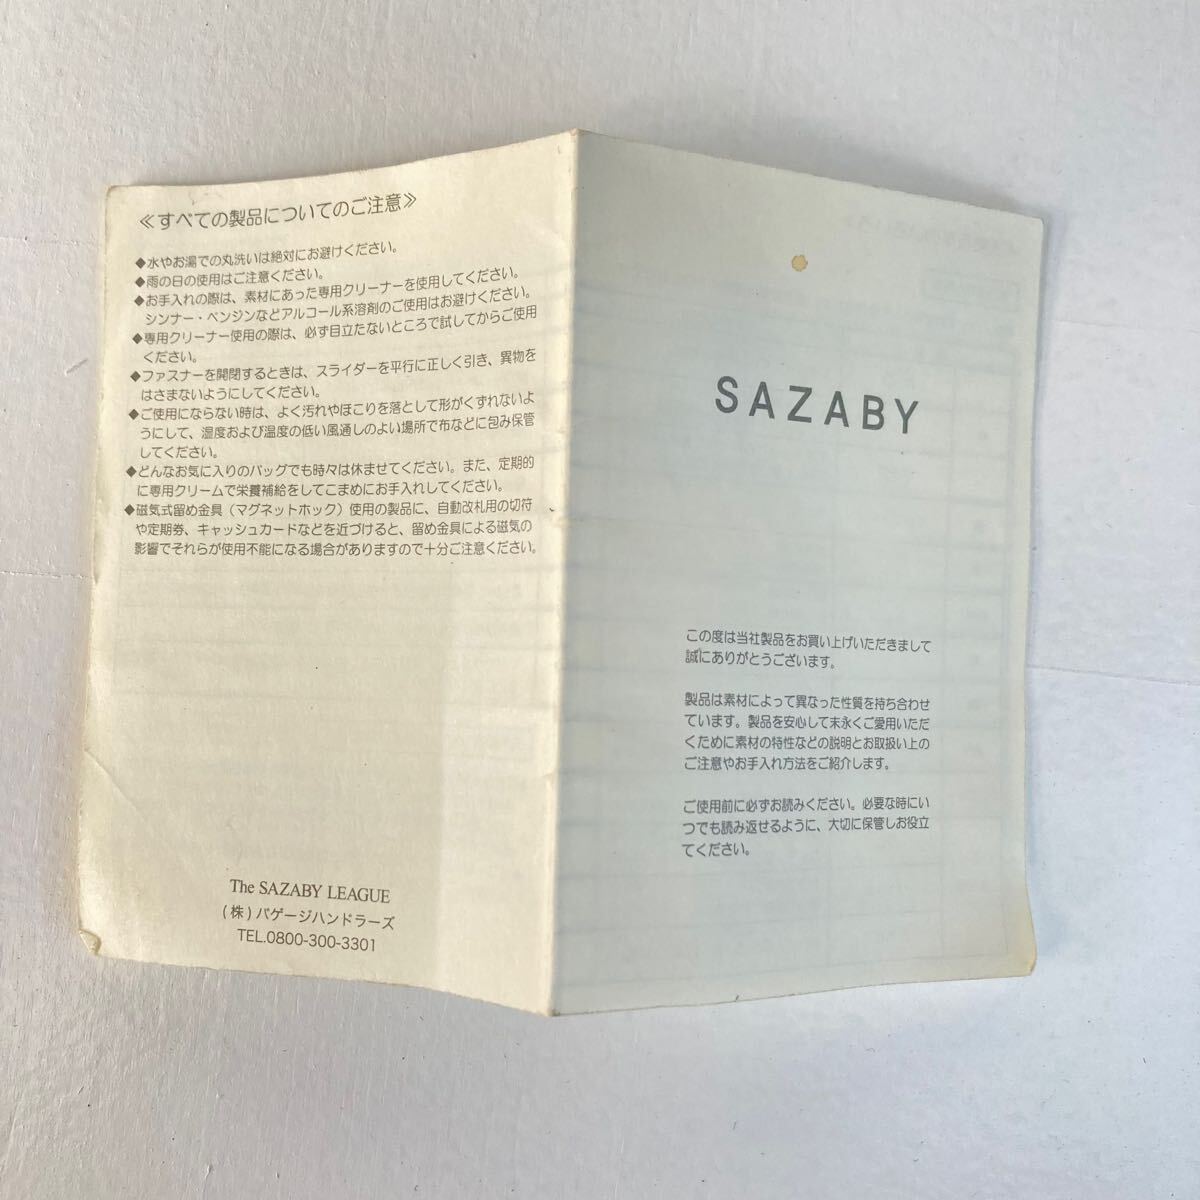 ≪すべての製品についてのご注意≫
◆水やお湯での丸洗いは絶対にお避けください。
◆雨の日の使用はご注意ください。
◆お手入れの際は、素材にあった専用クリーナーを使用してください。
シンナー・ベンジンなどアルコール系溶剤のご使用はお避けください。
◆専用クリーナー使用の際は、必ず目立たないところで試してからご使用
ください。
◆ファスナーを開閉するときは、スライダーを平行に正しく引き、異物を
はさまないようにしてください。
◆ご使用にならない時は、よく汚れやほこりを落として形がくずれないよ
うにして、湿度および温度の低い風通しのよい場所で布などに包み保管
してください。
◆どんなお気に入りのバッグでも時々は休ませてください。また、定期的
に専用クリームで栄養補給をしてこまめにお手入れしてください。
◆磁気式留め金具（マグネットホック）使用の製品に、自動改札用の切符
や定期券、キャッシュカードなどを近づけると、留め金具による磁気の
影響でそれらが使用不能になる場合がありますので十分ご注意ください。
The SAZABY LEAGUE
(株)バゲージハンドラーズ
TEL.0800-300-3301
SAZABY
この度は当社製品をお買い上げいただきまして
誠にありがとうございます。
製品は素材によって異なった性質を持ち合わせ
ています。製品を安心して末永くご愛用いただ
くために素材の特性などの説明とお取扱い上の
ご注意やお手入れ方法をご紹介します。
ご使用前に必ずお読みください。必要な時にい
つでも読み返せるように、大切に保管しお役立
てください。